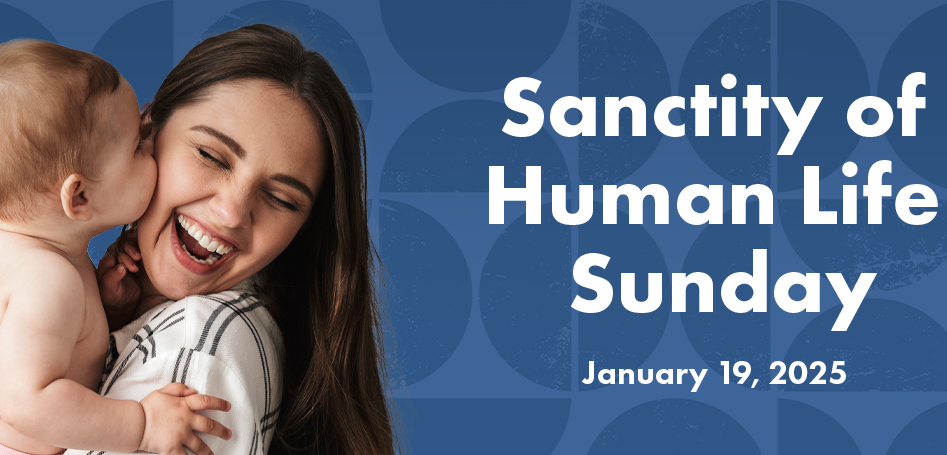 Sanctity of
Human Life
Sunday
January 19, 2025